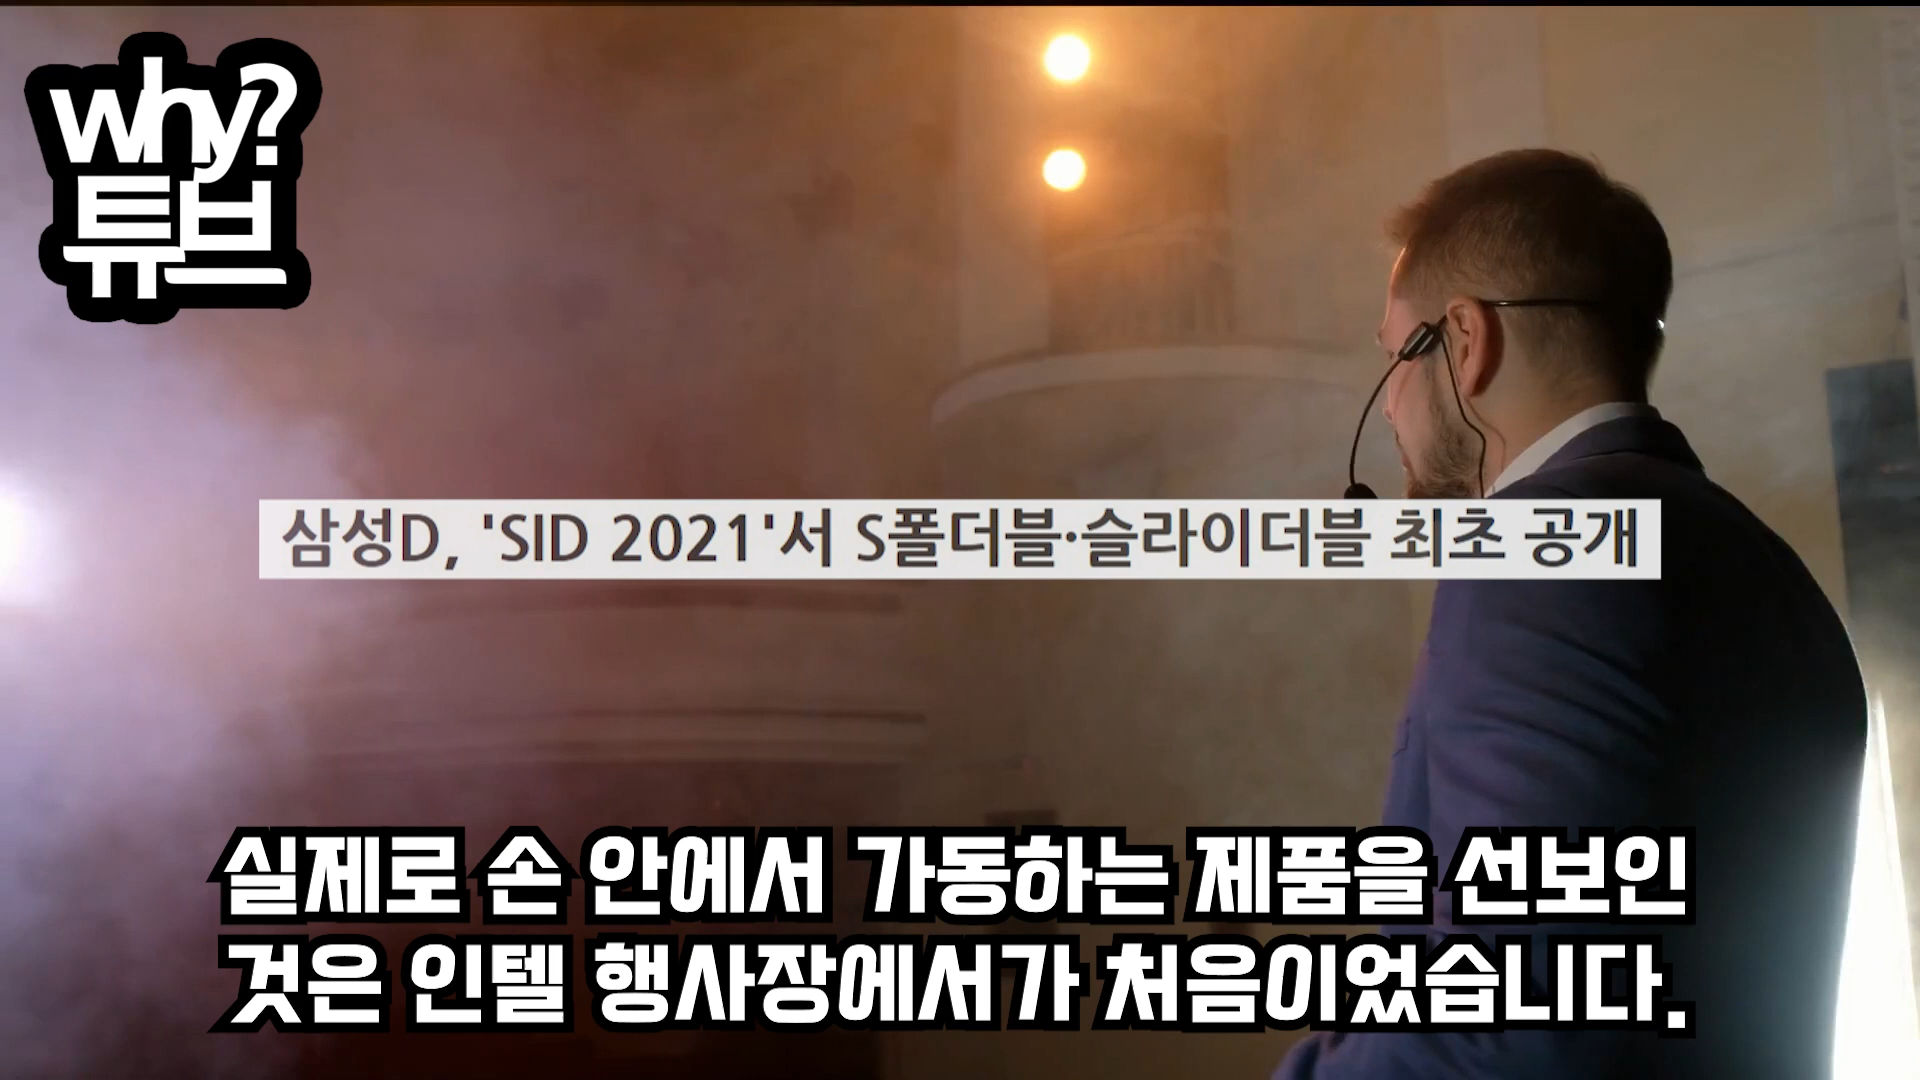 why?
튜브
삼성D, 'SID 2021'서 S폴더블·슬라이더블 최초 공개
실제로 손 안에서 가동하는 제품을 선보인
것은 인텔 행사장에서가 처음이었습니다.